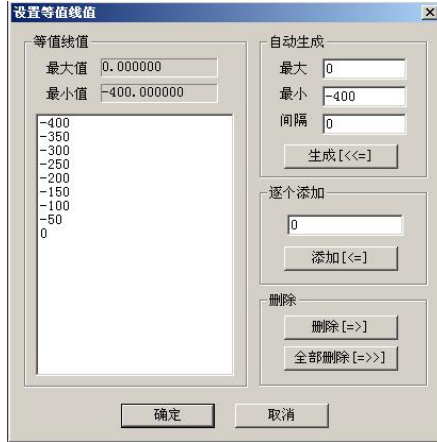 设置等值线值
等值线值
最大值 0.000000
最小值 -400.000000
-400
-350
-300
-250
-200
-150
-100
-50
0
自动生成
最大 0
最小 -400
间隔 0
生成[<<=]
逐个添加
0
添加[<=]
删除
删除[=>]
全部删除[=>>]
确定
取消